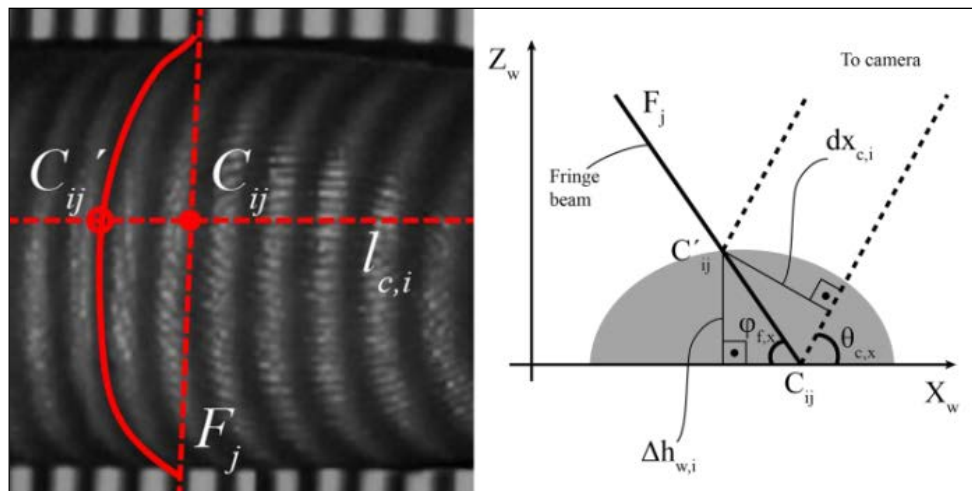 C´ij
Cij
lc,i
Fj
Zw
To camera
Fj
dxc,i
Fringe
beam
C´ij
φf,x
θc,x
Cij
Xw
Δhw,i